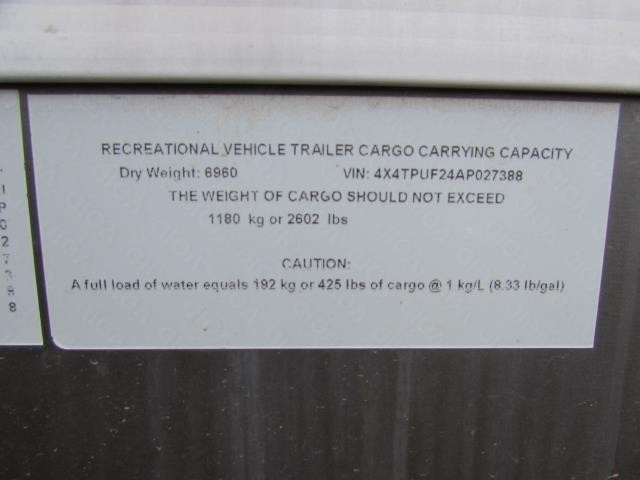 RECREATIONAL VEHICLE TRAILER CARGO CARRYING CAPACITY
Dry Weight: 6960 VIN: 4X4TPUF24AP027388
THE WEIGHT OF CARGO SHOULD NOT EXCEED
1180 kg or 2602 lbs
CAUTION:
A full load of water equals 192 kg or 425 lbs of cargo @ 1 kg/L (8.33 lb/gal)
P027388